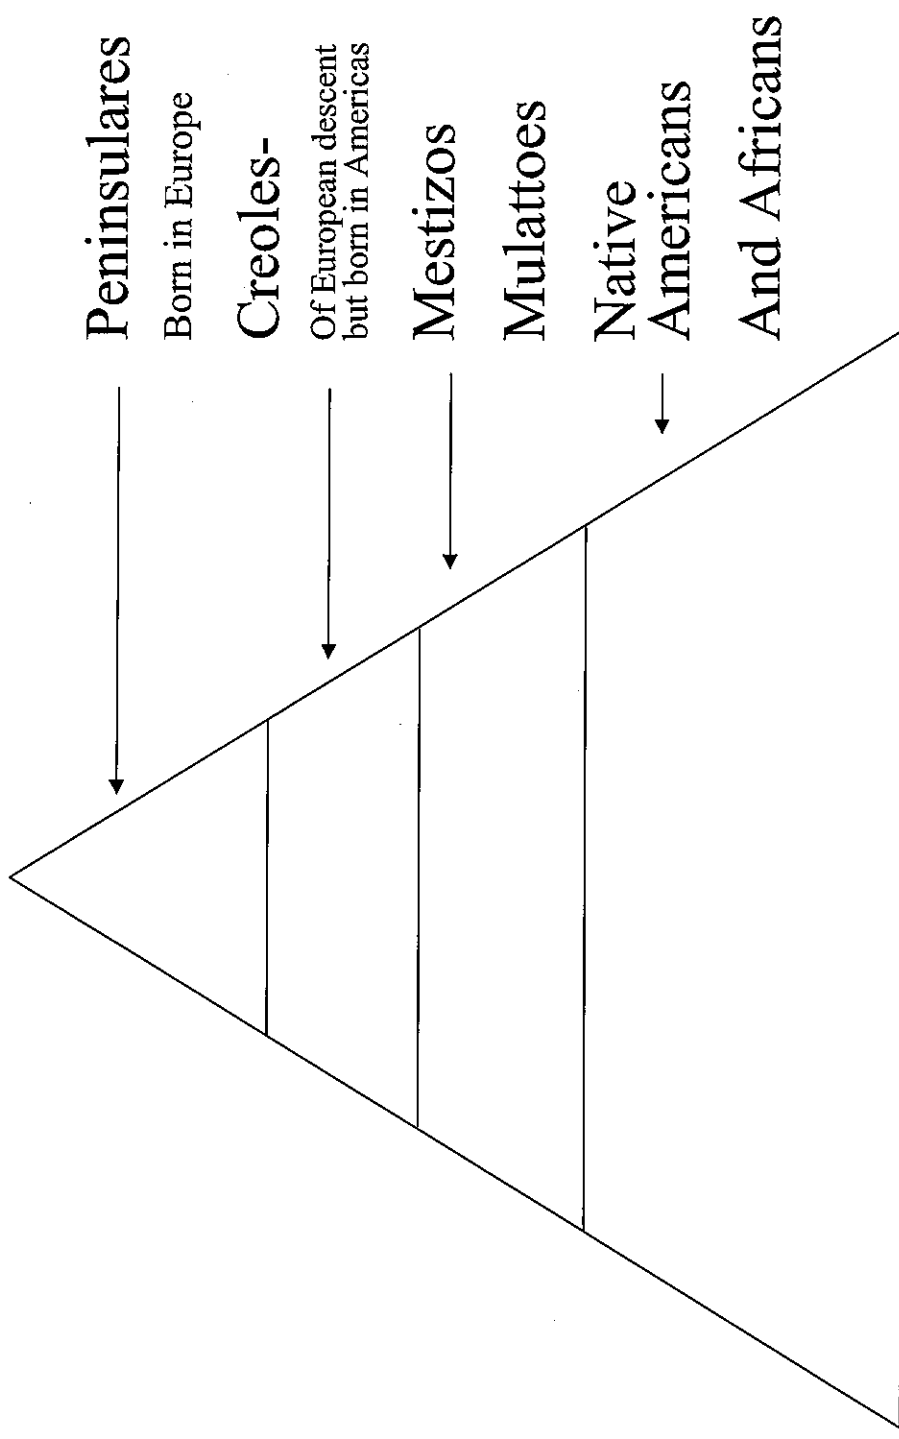 Peninsulares
Born in Europe
Creoles-
Of European descent
but born in Americas
Mestizos
Mulattoes
Native
Americans
And Africans